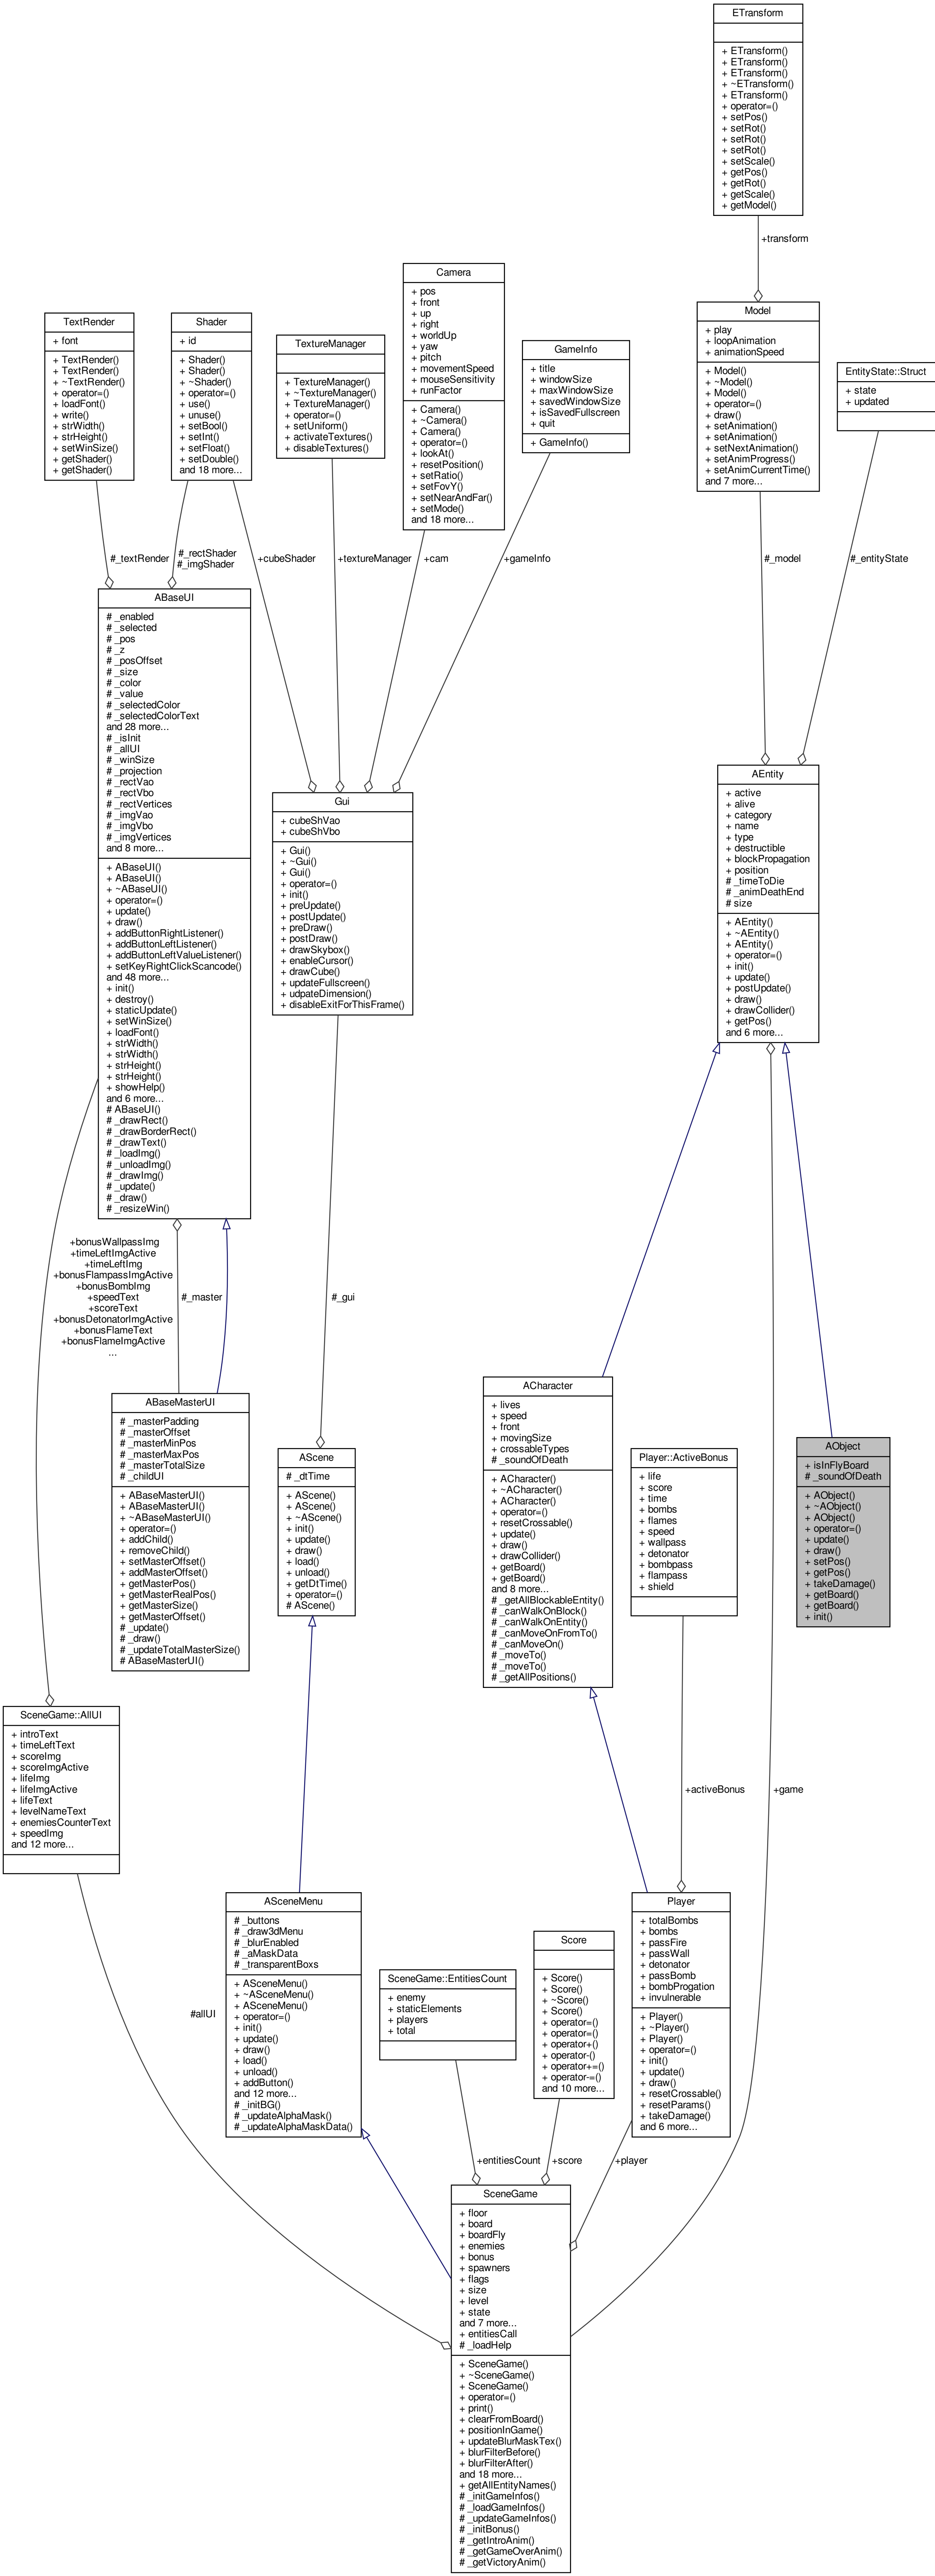 ETransform
+ ETransform()
+ ETransform()
+ ETransform()
+ ~ETransform()
+ ETransform()
+ operator=()
+ setPos()
+ setRot()
+ setRot()
+ setRot()
+ setScale()
+ getPos()
+ getRot()
+ getScale()
+ getModel()
+transform
Model
+ play
+ loopAnimation
+ animationSpeed
+ Model()
+ ~Model()
+ Model()
+ operator=()
+ draw()
+ setAnimation()
+ setAnimation()
+ setNextAnimation()
+ setAnimProgress()
+ setAnimCurrentTime()
and 7 more...
EntityState::Struct
+ state
+ updated
TextRender
+ font
+ TextRender()
+ TextRender()
+ ~TextRender()
+ operator=()
+ loadFont()
+ write()
+ strWidth()
+ strHeight()
+ setWinSize()
+ getShader()
+ getShader()
Shader
+ id
+ Shader()
+ Shader()
+ ~Shader()
+ operator=()
+ use()
+ unuse()
+ setBool()
+ setInt()
+ setFloat()
+ setDouble()
and 18 more...
TextureManager
+ TextureManager()
+ ~TextureManager()
+ TextureManager()
+ operator=()
+ setUniform()
+ activateTextures()
+ disableTextures()
Camera
+ pos
+ front
+ up
+ right
+ worldUp
+ yaw
+ pitch
+ movementSpeed
+ mouseSensitivity
+ runFactor
+ Camera()
+ ~Camera()
+ Camera()
+ operator=()
+ lookAt()
+ resetPosition()
+ setRatio()
+ setFovY()
+ setNearAndFar()
+ setMode()
and 18 more...
GameInfo
+ title
+ windowSize
+ maxWindowSize
+ savedWindowSize
+ isSavedFullscreen
+ quit
+ GameInfo()
#_textRender
#_rectShader
#_imgShader
+cubeShader
+textureManager
+cam
+gameInfo
#_model
#_entityState
ABaseUI
# _enabled
# _selected
# _pos
# _z
# _posOffset
# _size
# _color
# _value
# _selectedColor
# _selectedColorText
and 28 more...
# _isInit
# _allUI
# _winSize
# _projection
# _rectVao
# _rectVbo
# _rectVertices
# _imgVao
# _imgVbo
# _imgVertices
and 8 more...
+ ABaseUI()
+ ABaseUI()
+ ~ABaseUI()
+ operator=()
+ update()
+ draw()
+ addButtonRightListener()
+ addButtonLeftListener()
+ addButtonLeftValueListener()
+ setKeyRightClickScancode()
and 48 more...
+ init()
+ destroy()
+ staticUpdate()
+ setWinSize()
+ loadFont()
+ strWidth()
+ strWidth()
+ strHeight()
+ strHeight()
+ showHelp()
and 6 more...
# ABaseUI()
# _drawRect()
# _drawBorderRect()
# _drawText()
# _loadImg()
# _unloadImg()
# _drawImg()
# _update()
# _draw()
# _resizeWin()
Gui
+ cubeShVao
+ cubeShVbo
+ Gui()
+ ~Gui()
+ Gui()
+ operator=()
+ init()
+ preUpdate()
+ postUpdate()
+ preDraw()
+ postDraw()
+ drawSkybox()
+ enableCursor()
+ drawCube()
+ updateFullscreen()
+ udpateDimension()
+ disableExitForThisFrame()
AEntity
+ active
+ alive
+ category
+ name
+ type
+ destructible
+ blockPropagation
+ position
# _timeToDie
# _animDeathEnd
# size
+ AEntity()
+ ~AEntity()
+ AEntity()
+ operator=()
+ init()
+ update()
+ postUpdate()
+ draw()
+ drawCollider()
+ getPos()
and 6 more...
+bonusWallpassImg
+timeLeftImgActive
+timeLeftImg
+bonusFlampassImgActive
+bonusBombImg
+speedText
+scoreText
+bonusDetonatorImgActive
+bonusFlameText
+bonusFlameImgActive
...
#_master
#_gui
ABaseMasterUI
# _masterPadding
# _masterOffset
# _masterMinPos
# _masterMaxPos
# _masterTotalSize
# _childUI
+ ABaseMasterUI()
+ ABaseMasterUI()
+ ~ABaseMasterUI()
+ operator=()
+ addChild()
+ removeChild()
+ setMasterOffset()
+ addMasterOffset()
+ getMasterPos()
+ getMasterRealPos()
+ getMasterSize()
+ getMasterOffset()
# _update()
# _draw()
# _updateTotalMasterSize()
# ABaseMasterUI()
AScene
# _dtTime
+ AScene()
+ AScene()
+ ~AScene()
+ init()
+ update()
+ draw()
+ load()
+ unload()
+ getDtTime()
+ operator=()
# AScene()
ACharacter
+ lives
+ speed
+ front
+ movingSize
+ crossableTypes
# _soundOfDeath
+ ACharacter()
+ ~ACharacter()
+ ACharacter()
+ operator=()
+ resetCrossable()
+ update()
+ draw()
+ drawCollider()
+ getBoard()
+ getBoard()
and 8 more...
# _getAllBlockableEntity()
# _canWalkOnBlock()
# _canWalkOnEntity()
# _canMoveOnFromTo()
# _canMoveOn()
# _moveTo()
# _moveTo()
# _getAllPositions()
Player::ActiveBonus
+ life
+ score
+ time
+ bombs
+ flames
+ speed
+ wallpass
+ detonator
+ bombpass
+ flampass
+ shield
AObject
+ isInFlyBoard
# _soundOfDeath
+ AObject()
+ ~AObject()
+ AObject()
+ operator=()
+ update()
+ draw()
+ setPos()
+ getPos()
+ takeDamage()
+ getBoard()
+ getBoard()
+ init()
SceneGame::AllUI
+ introText
+ timeLeftText
+ scoreImg
+ scoreImgActive
+ lifeImg
+ lifeImgActive
+ lifeText
+ levelNameText
+ enemiesCounterText
+ speedImg
and 12 more...
+activeBonus
+game
#allUI
ASceneMenu
# _buttons
# _draw3dMenu
# _blurEnabled
# _aMaskData
# _transparentBoxs
+ ASceneMenu()
+ ~ASceneMenu()
+ ASceneMenu()
+ operator=()
+ init()
+ update()
+ draw()
+ load()
+ unload()
+ addButton()
and 12 more...
# _initBG()
# _updateAlphaMask()
# _updateAlphaMaskData()
SceneGame::EntitiesCount
+ enemy
+ staticElements
+ players
+ total
Score
+ Score()
+ Score()
+ ~Score()
+ Score()
+ operator=()
+ operator=()
+ operator+()
+ operator-()
+ operator+=()
+ operator-=()
and 10 more...
Player
+ totalBombs
+ bombs
+ passFire
+ passWall
+ detonator
+ passBomb
+ bombProgation
+ invulnerable
+ Player()
+ ~Player()
+ Player()
+ operator=()
+ init()
+ update()
+ draw()
+ resetCrossable()
+ resetParams()
+ takeDamage()
and 6 more...
+entitiesCount
+score
+player
SceneGame
+ floor
+ board
+ boardFly
+ enemies
+ bonus
+ spawners
+ flags
+ size
+ level
+ state
and 7 more...
+ entitiesCall
# _loadHelp
+ SceneGame()
+ ~SceneGame()
+ SceneGame()
+ operator=()
+ print()
+ clearFromBoard()
+ positionInGame()
+ updateBlurMaskTex()
+ blurFilterBefore()
+ blurFilterAfter()
and 18 more...
+ getAllEntityNames()
# _initGameInfos()
# _loadGameInfos()
# _updateGameInfos()
# _initBonus()
# _getIntroAnim()
# _getGameOverAnim()
# _getVictoryAnim()